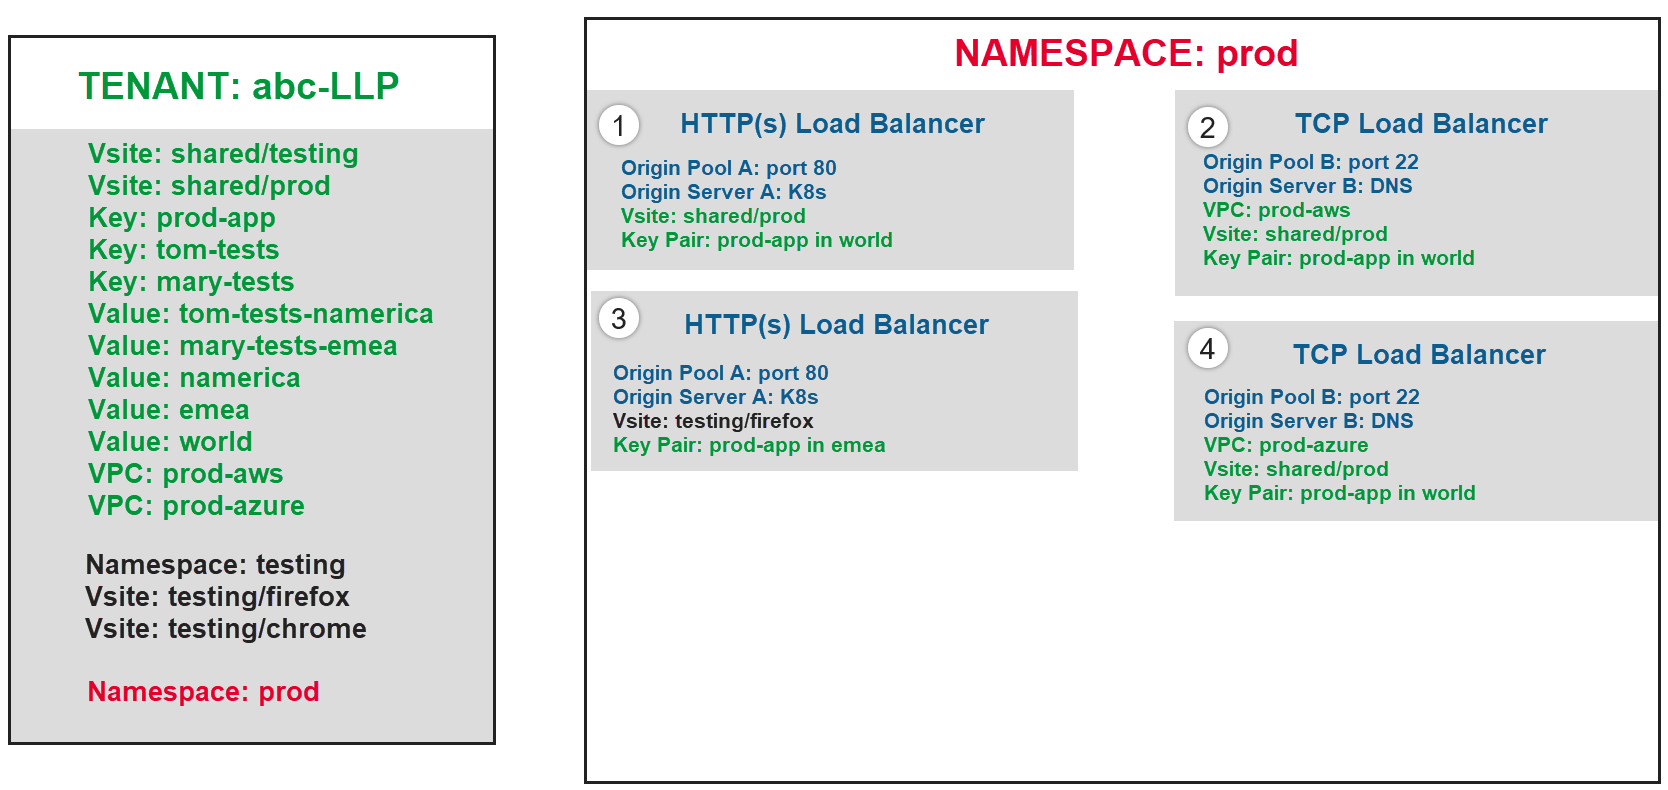 TENANT: abc-LLP
Vsite: shared/testing
Vsite: shared/prod
Key: prod-app
Key: tom-tests
Key: mary-tests
Value: tom-tests-namerica
Value: mary-tests-emea
Value: namerica
Value: emea
Value: world
VPC: prod-aws
VPC: prod-azure
Namespace: testing
Vsite: testing/firefox
Vsite: testing/chrome
Namespace: prod
NAMESPACE: prod
1
HTTP(s) Load Balancer
Origin Pool A: port 80
Origin Server A: K8s
Vsite: shared/prod
Key Pair: prod-app in world
2
TCP Load Balancer
Origin Pool B: port 22
Origin Server B: DNS
VPC: prod-aws
Vsite: shared/prod
Key Pair: prod-app in world
3
HTTP(s) Load Balancer
Origin Pool A: port 80
Origin Server A: K8s
Vsite: testing/firefox
Key Pair: prod-app in emea
4
TCP Load Balancer
Origin Pool B: port 22
Origin Server B: DNS
VPC: prod-azure
Vsite: shared/prod
Key Pair: prod-app in world